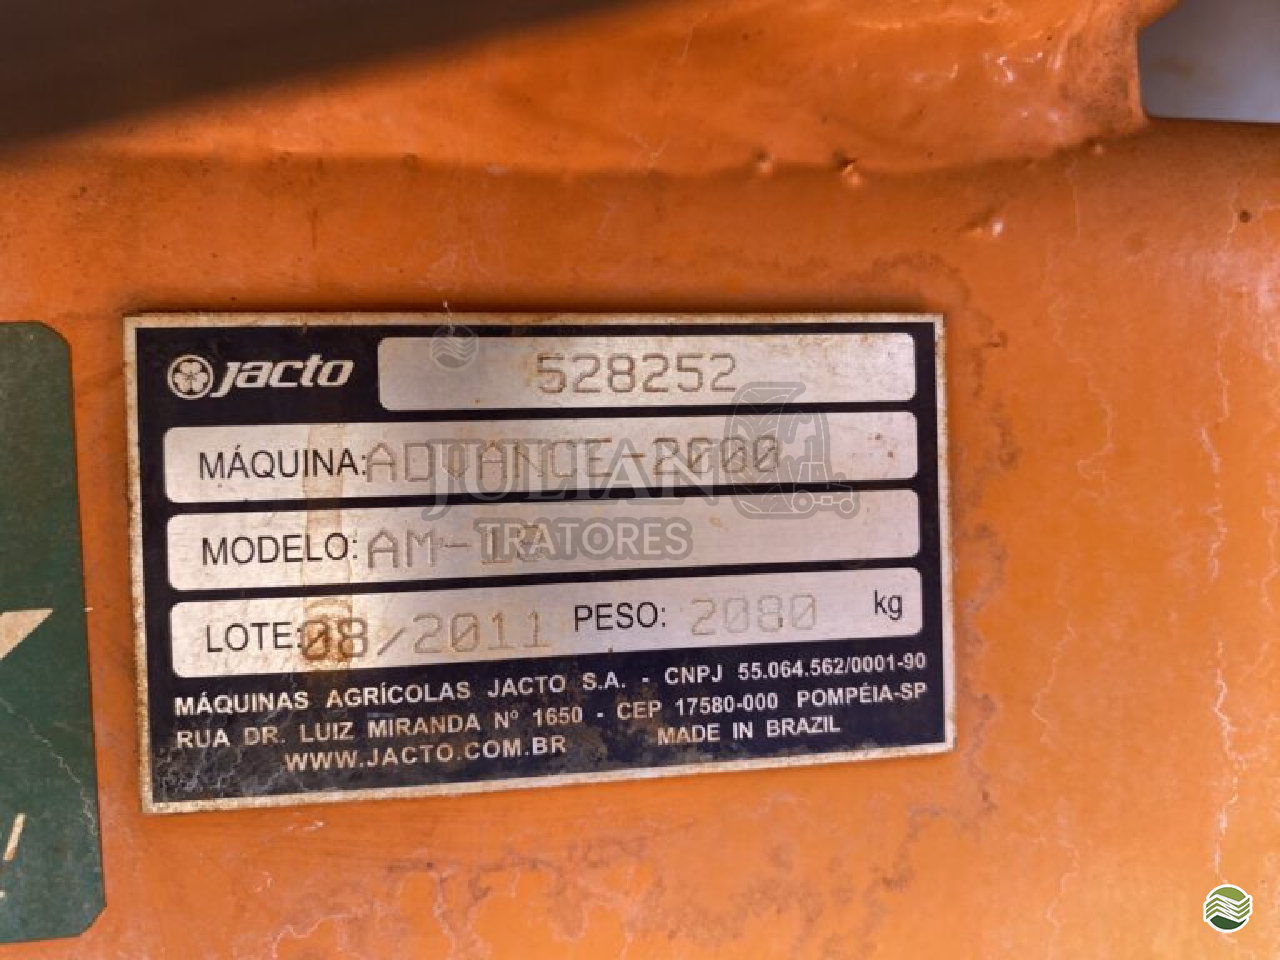 jacto 528252
MÁQUINA: ADVANCE-2000
MODELO: AM-18
LOTE: 08/2011 PESO: 2080 kg
MÁQUINAS AGRÍCOLAS JACTO S.A. - CNPJ 55.064.562/0001-90
RUA DR. LUIZ MIRANDA Nº 1650 - CEP 17580-000 POMPÉIA-SP
WWW.JACTO.COM.BR MADE IN BRAZIL
JULIAN
TRATORES